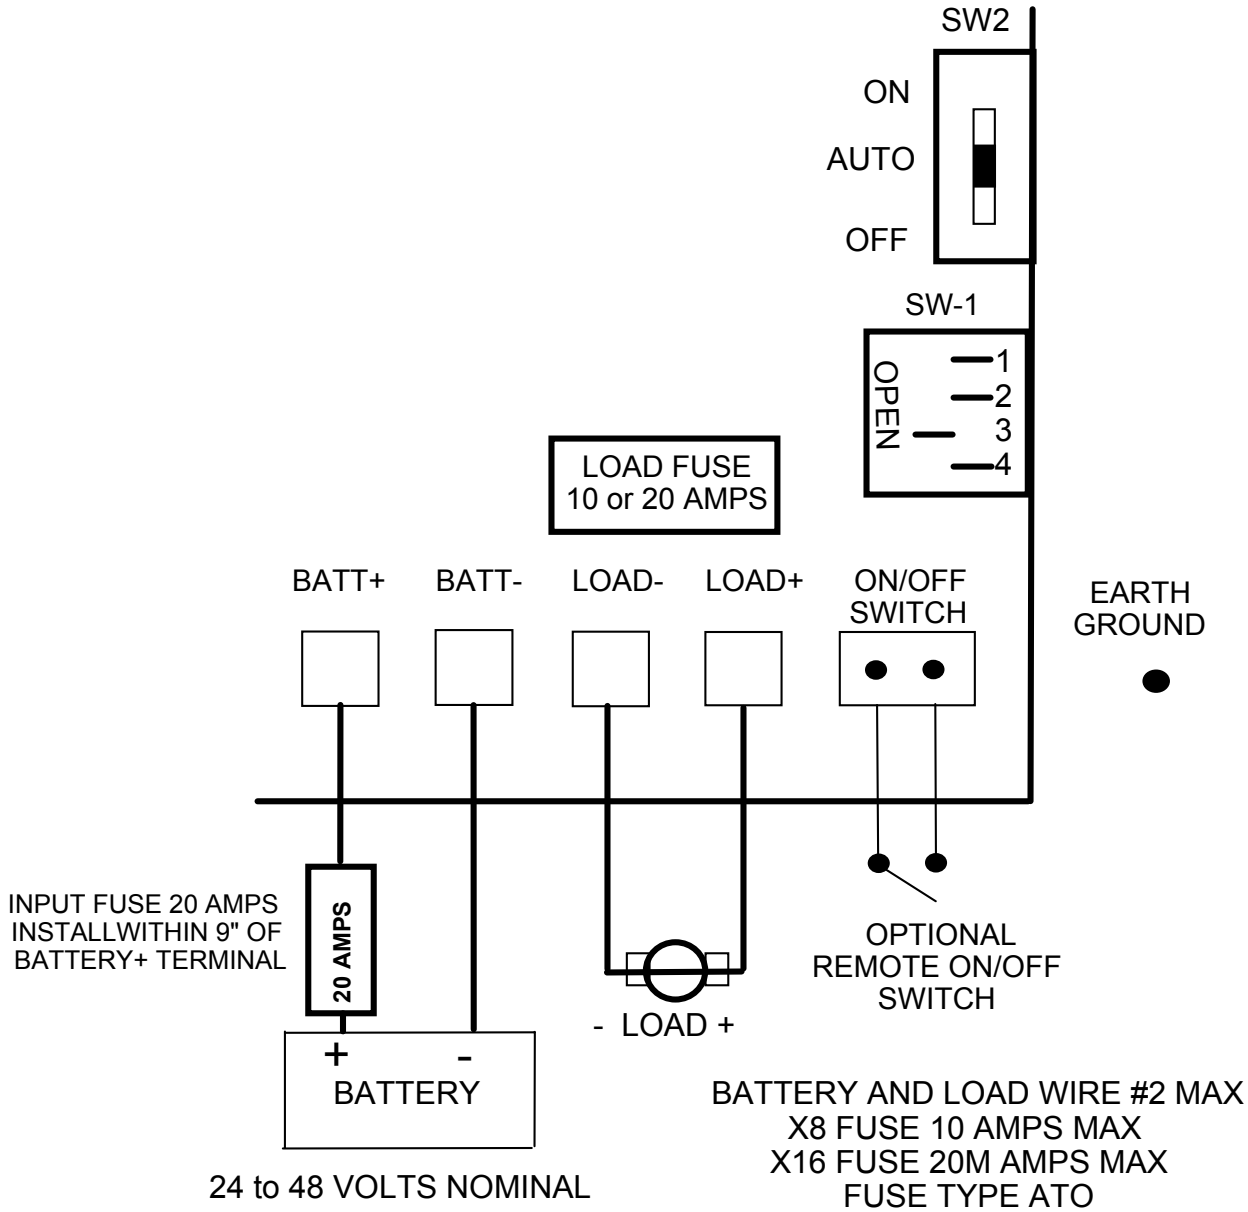 SW2
ON
AUTO
OFF
SW-1
OPEN
1
2
3
4
LOAD FUSE
10 or 20 AMPS
BATT+
BATT-
LOAD-
LOAD+
ON/OFF
SWITCH
EARTH
GROUND
INPUT FUSE 20 AMPS
INSTALLWITHIN 9" OF
BATTERY+ TERMINAL
20 AMPS
OPTIONAL
REMOTE ON/OFF
SWITCH
- LOAD +
+ -
BATTERY
24 to 48 VOLTS NOMINAL
BATTERY AND LOAD WIRE #2 MAX
X8 FUSE 10 AMPS MAX
X16 FUSE 20M AMPS MAX
FUSE TYPE ATO